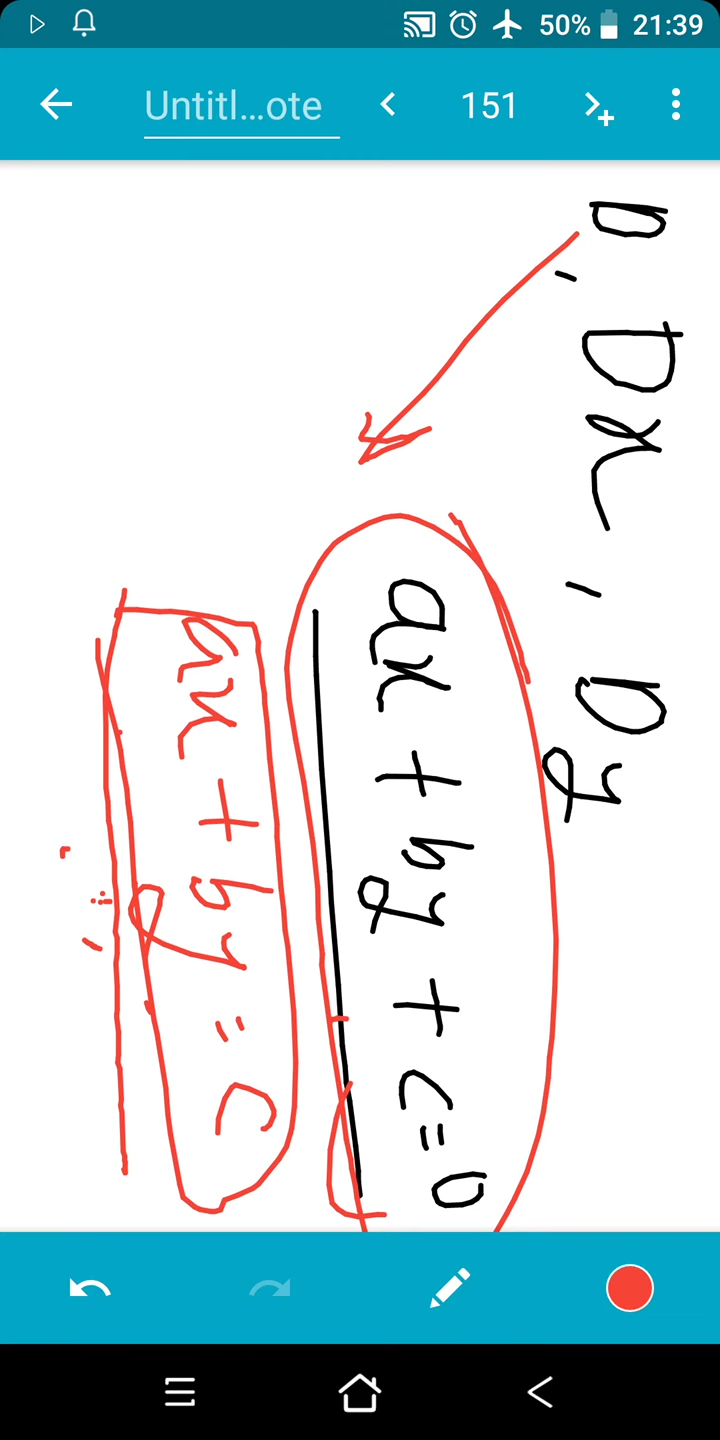 50% 21:39
Untitl...ote 151
ax + by + c = 0
ax + by = c